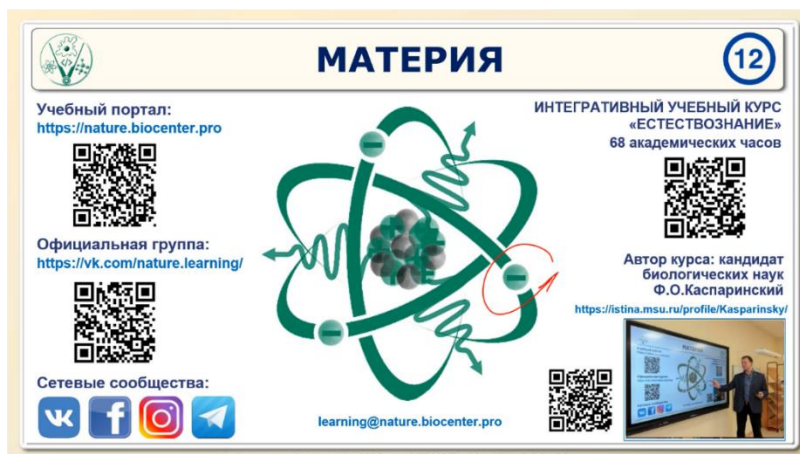 МАТЕРИЯ
12
Учебный портал:
https://nature.biocenter.pro
Официальная группа:
https://vk.com/nature.learning/
Сетевые сообщества:
learning@nature.biocenter.pro
ИНТЕГРАТИВНЫЙ УЧЕБНЫЙ КУРС
«ЕСТЕСТВОЗНАНИЕ»
68 академических часов
Автор курса: кандидат
биологических наук
Ф.О.Каспаринский
https://istina.msu.ru/profile/Kasparinsky/
МАТЕРИЯ